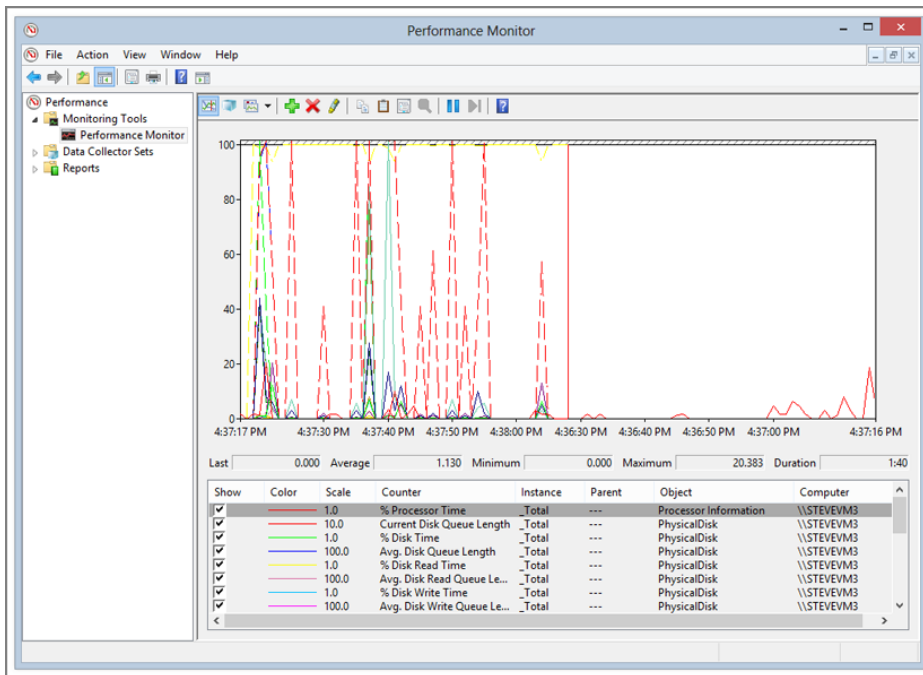 Performance Monitor
File Action View Window Help
Performance
Monitoring Tools
Performance Monitor
Data Collector Sets
Reports
100
80
60
40
20
0
4:37:17 PM 4:37:30 PM 4:37:40 PM 4:37:50 PM 4:38:00 PM 4:36:30 PM 4:36:40 PM 4:36:50 PM 4:37:00 PM 4:37:16 PM
Last 0.000 Average 1.130 Minimum 0.000 Maximum 20.383 Duration 1:40
Show Color Scale Counter Instance Parent Object Computer
1.0 % Processor Time _Total --- Processor Information \\STEVEVM3
10.0 Current Disk Queue Length _Total --- PhysicalDisk \\STEVEVM3
1.0 % Disk Time _Total --- PhysicalDisk \\STEVEVM3
100.0 Avg. Disk Queue Length _Total --- PhysicalDisk \\STEVEVM3
1.0 % Disk Read Time _Total --- PhysicalDisk \\STEVEVM3
100.0 Avg. Disk Read Queue Le... _Total --- PhysicalDisk \\STEVEVM3
1.0 % Disk Write Time _Total --- PhysicalDisk \\STEVEVM3
100.0 Avg. Disk Write Queue Le... _Total --- PhysicalDisk \\STEVEVM3